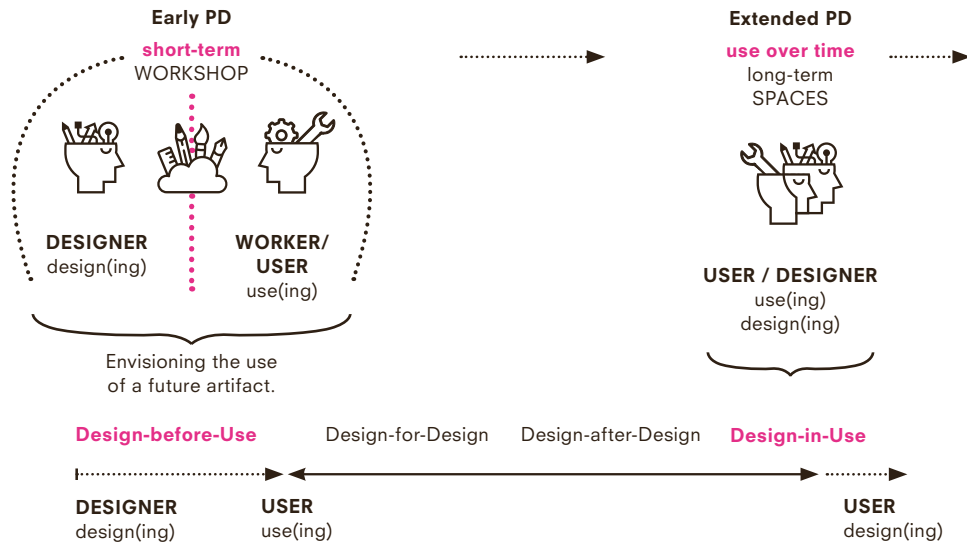 Early PD
short-term
WORKSHOP
DESIGNER
design(ing)
WORKER/
USER
use(ing)
Envisioning the use
of a future artifact.
Extended PD
use over time
long-term
SPACES
USER / DESIGNER
use(ing)
design(ing)
Design-before-Use
Design-for-Design
Design-after-Design
Design-in-Use
DESIGNER
design(ing)
USER
use(ing)
USER
design(ing)